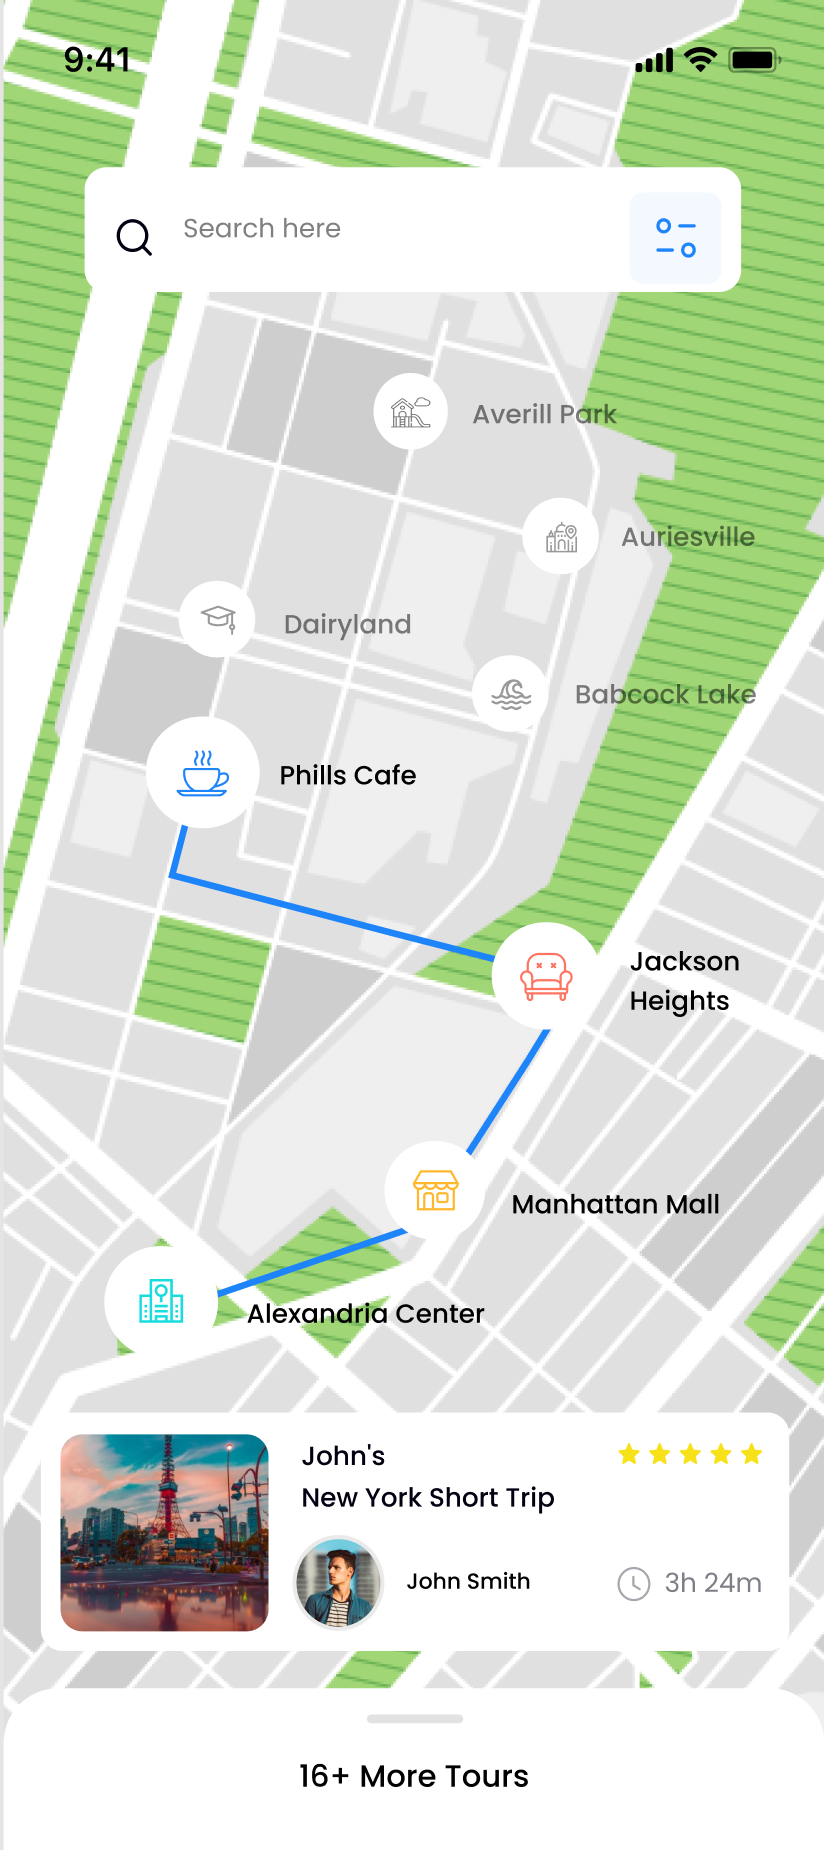 9:41
Search here
Averill Park
Auriesville
Dairyland
Babcock Lake
Phills Cafe
Jackson
Heights
Manhattan Mall
Alexandria Center
John's
New York Short Trip
John Smith
3h 24m
16+ More Tours